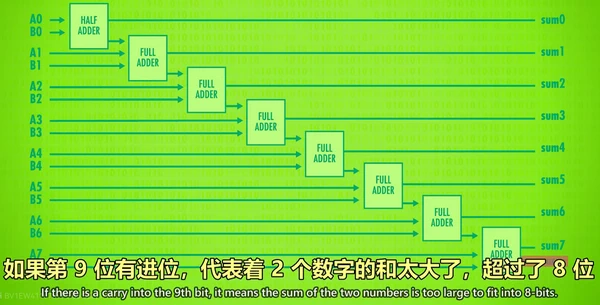 A0
B0
HALF
ADDER
sum0
A1
B1
FULL
ADDER
sum1
A2
B2
FULL
ADDER
sum2
A3
B3
FULL
ADDER
sum3
A4
B4
FULL
ADDER
sum4
A5
B5
FULL
ADDER
sum5
A6
B6
FULL
ADDER
sum6
A7
FULL
sum7
如果第 9 位有进位，代表着 2 个数字的和太大了，超过了 8 位
If there is a carry into the 9th bit, it means the sum of the two numbers is too large to fit into 8-bits.